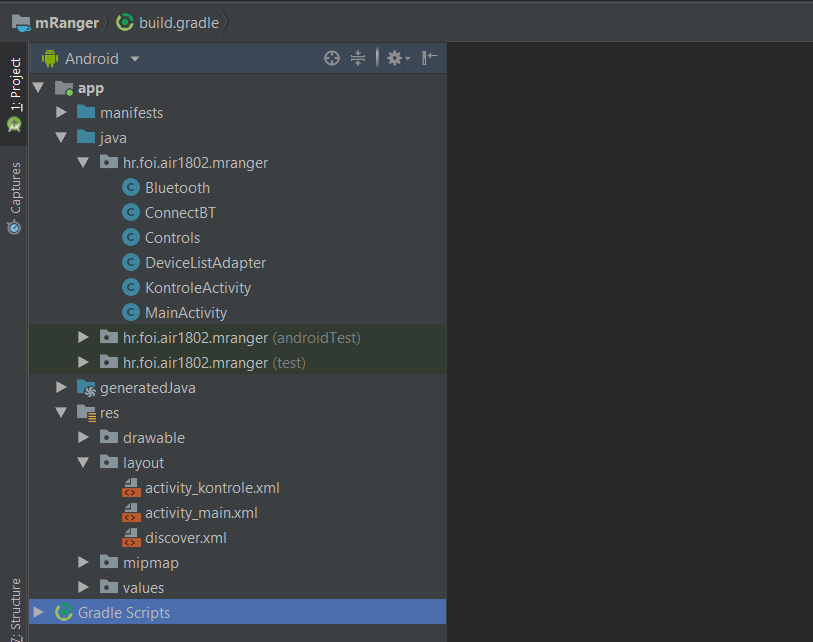 mRanger build.gradle
1: Project
Captures
7: Structure
Android
app
manifests
java
hr.foi.air1802.mranger
Bluetooth
ConnectBT
Controls
DeviceListAdapter
KontroleActivity
MainActivity
hr.foi.air1802.mranger (androidTest)
hr.foi.air1802.mranger (test)
generatedJava
res
drawable
layout
activity_kontrole.xml
activity_main.xml
discover.xml
mipmap
values
Gradle Scripts